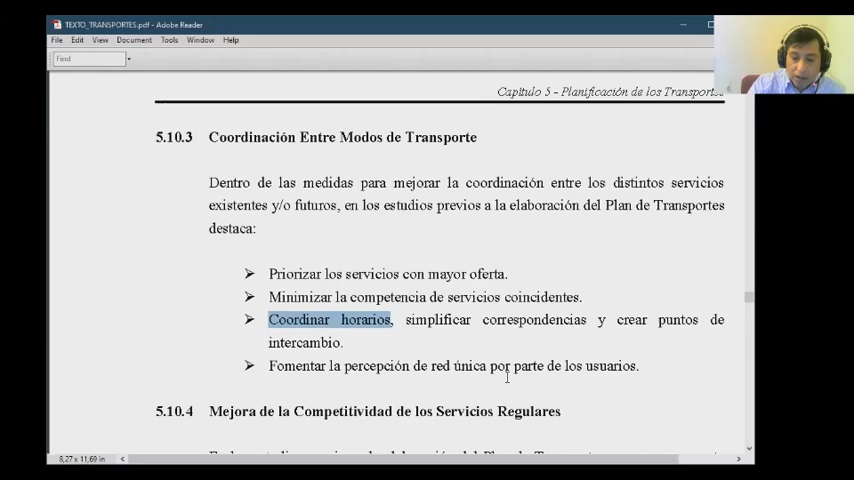 TEXTO_TRANSPORTES.pdf - Adobe Reader
File Edit View Document Tools Window Help
Find
Capítulo 5 - Planificación de los Transportes
5.10.3 Coordinación Entre Modos de Transporte
Dentro de las medidas para mejorar la coordinación entre los distintos servicios
existentes y/o futuros, en los estudios previos a la elaboración del Plan de Transportes
destaca:
➢ Priorizar los servicios con mayor oferta.
➢ Minimizar la competencia de servicios coincidentes.
➢ Coordinar horarios, simplificar correspondencias y crear puntos de
intercambio.
➢ Fomentar la percepción de red única por parte de los usuarios.
5.10.4 Mejora de la Competitividad de los Servicios Regulares
8,27 x 11,69 in